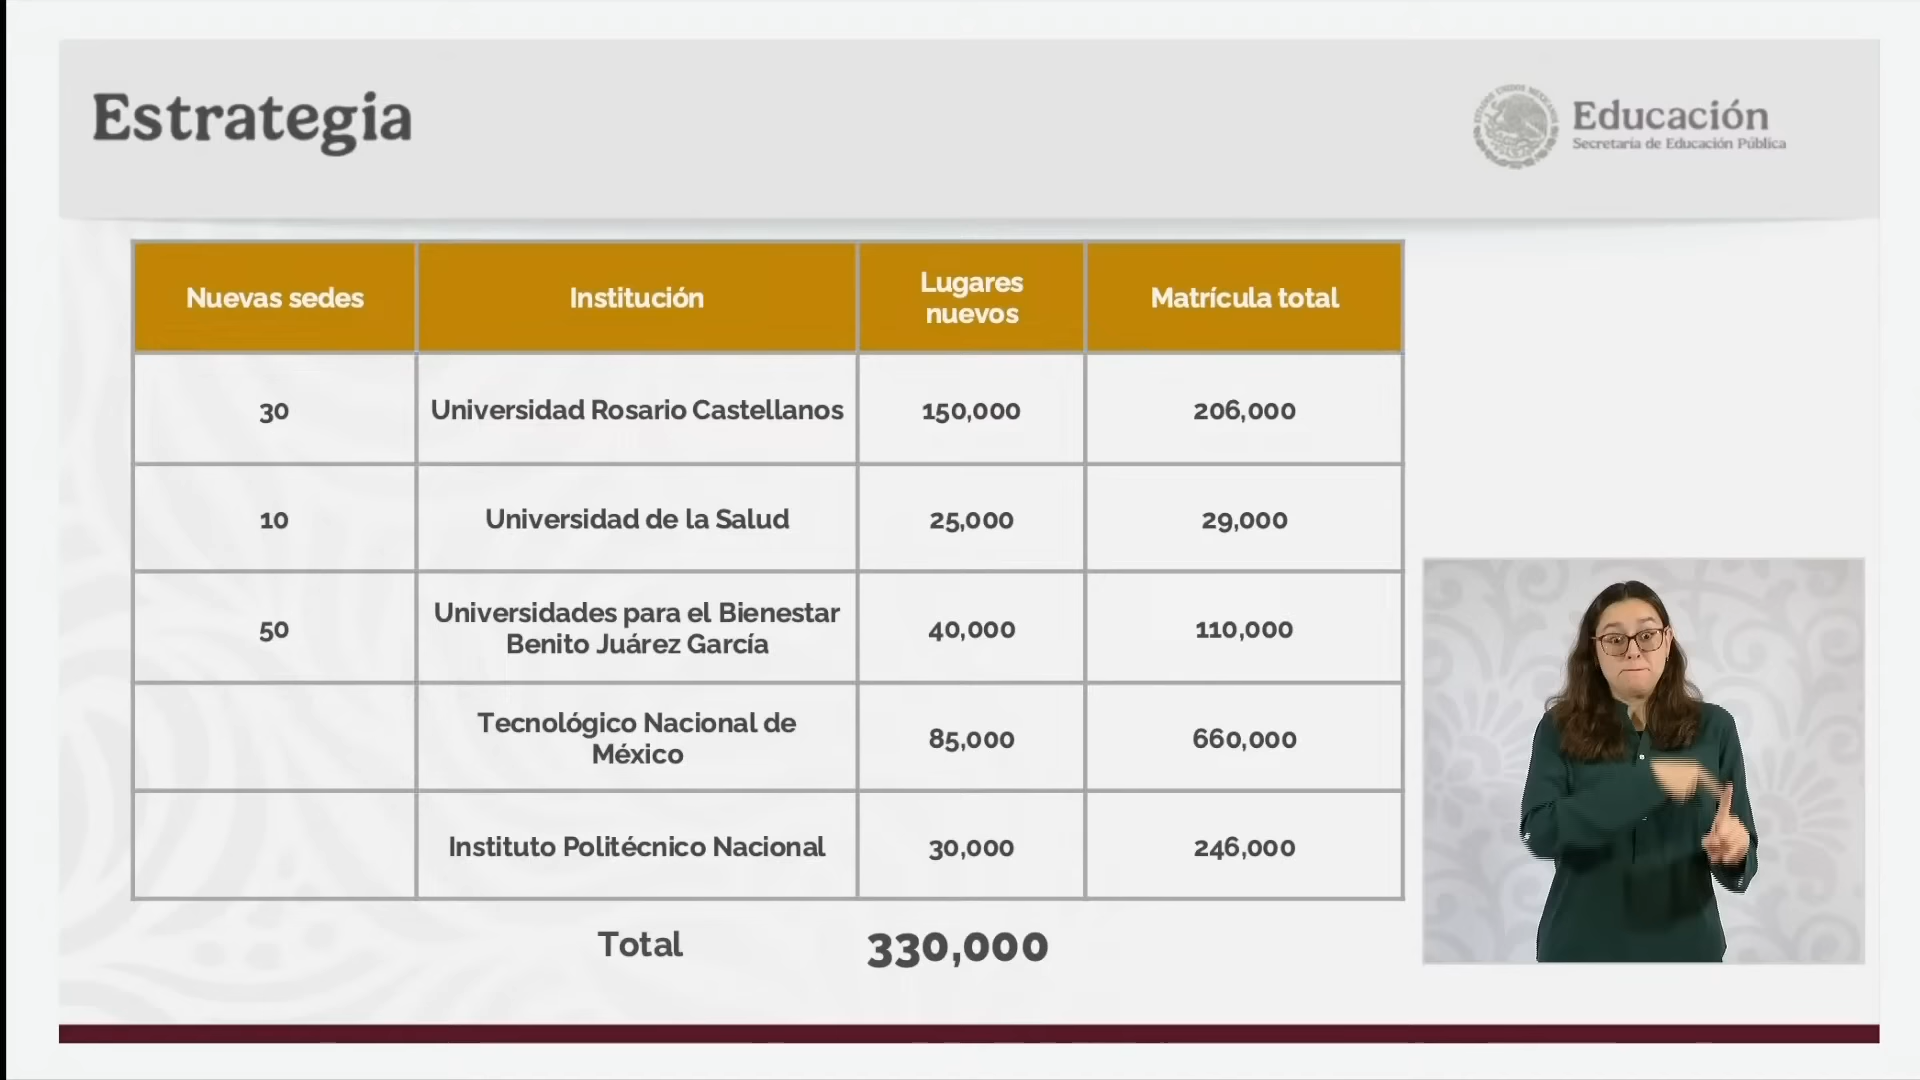 Estrategia
ESTADOS UNIDOS MEXICANOS
Educación
Secretaría de Educación Pública
Nuevas sedes
Institución
Lugares
nuevos
Matrícula total
30
Universidad Rosario Castellanos
150,000
206,000
10
Universidad de la Salud
25,000
29,000
50
Universidades para el Bienestar
Benito Juárez García
40,000
110,000
Tecnológico Nacional de
México
85,000
660,000
Instituto Politécnico Nacional
30,000
246,000
Total
330,000